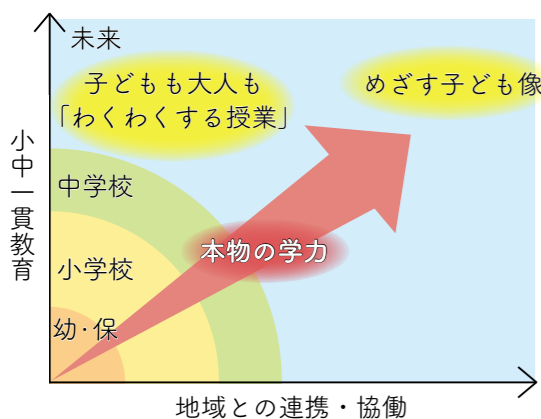 未来
子どもも大人も
「わくわくする授業」
めざす子ども像
小中一貫教育
中学校
本物の学力
小学校
幼・保
地域との連携・協働